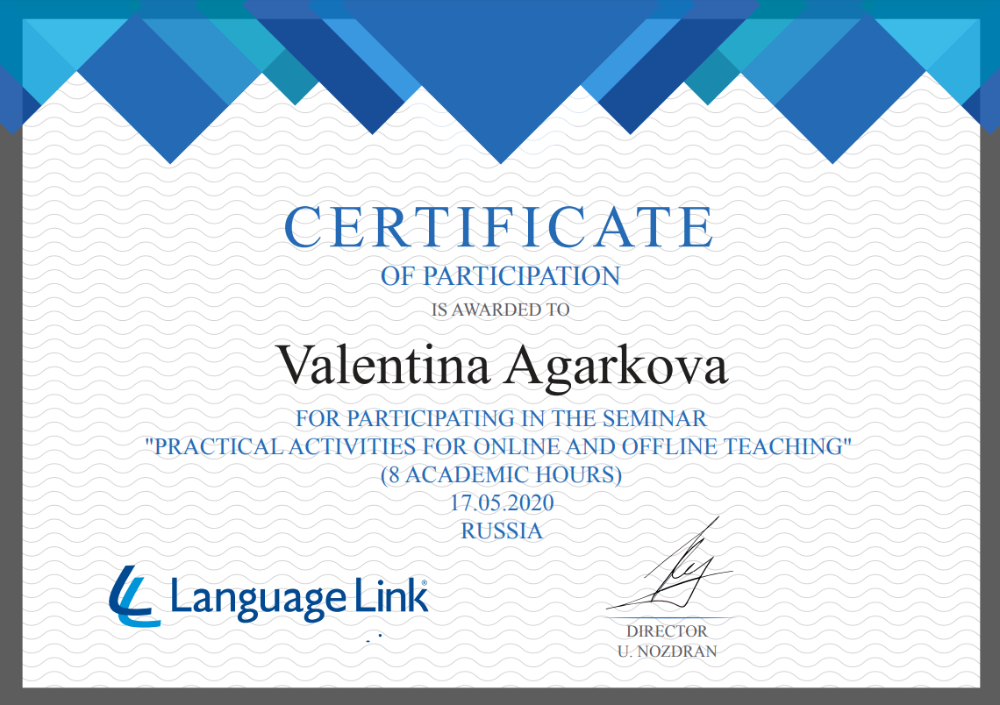 CERTIFICATE
OF PARTICIPATION
IS AWARDED TO
Valentina Agarkova
FOR PARTICIPATING IN THE SEMINAR
"PRACTICAL ACTIVITIES FOR ONLINE AND OFFLINE TEACHING"
(8 ACADEMIC HOURS)
17.05.2020
RUSSIA
Language Link®
DIRECTOR
U. NOZDRAN